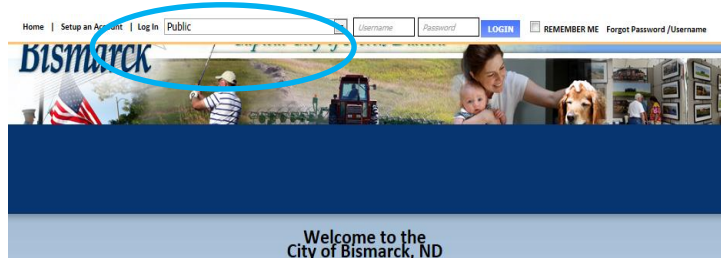 Home | Setup an Account | Log In Public Username Password LOGIN REMEMBER ME Forgot Password /Username
Bismarck
Welcome to the
City of Bismarck, ND